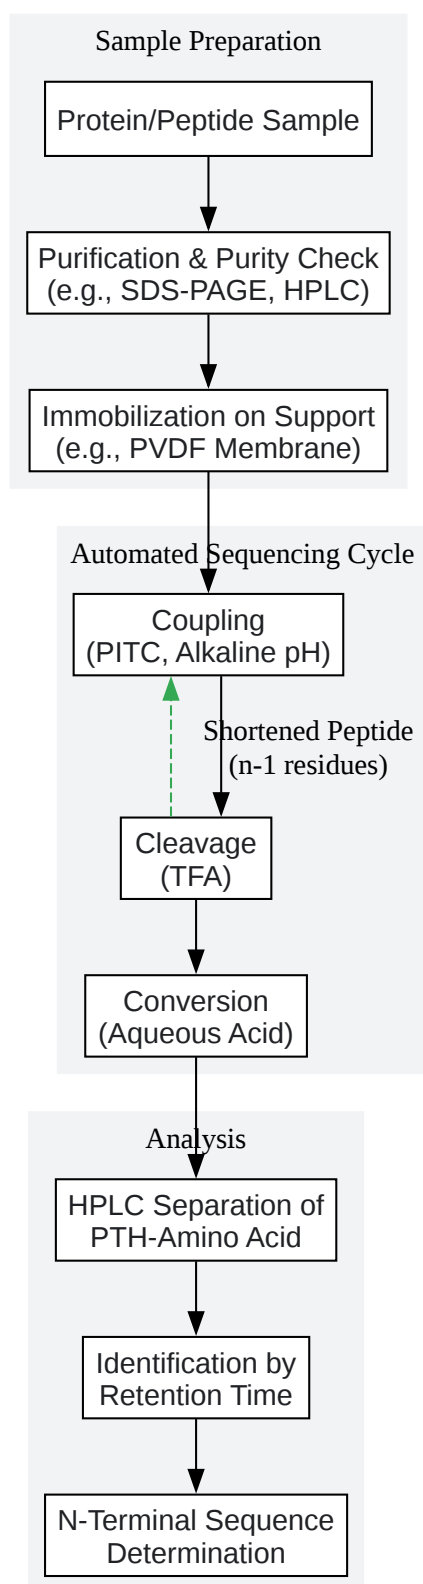 Sample Preparation
Protein/Peptide Sample
Purification & Purity Check
(e.g., SDS-PAGE, HPLC)
Immobilization on Support
(e.g., PVDF Membrane)
Automated Sequencing Cycle
Coupling
(PITC, Alkaline pH)
Shortened Peptide
(n-1 residues)
Cleavage
(TFA)
Conversion
(Aqueous Acid)
Analysis
HPLC Separation of
PTH-Amino Acid
Identification by
Retention Time
N-Terminal Sequence
Determination